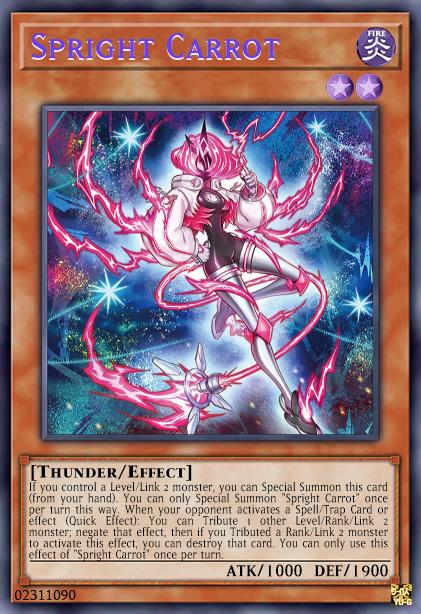 SPRIGHT CARROT
FIRE
炎
[THUNDER/EFFECT]
If you control a Level/Link 2 monster, you can Special Summon this card
(from your hand). You can only Special Summon "Spright Carrot" once
per turn this way. When your opponent activates a Spell/Trap Card or
effect (Quick Effect): You can Tribute 1 other Level/Rank/Link 2
monster; negate that effect, then if you Tributed a Rank/Link 2 monster
to activate this effect, you can destroy that card. You can only use this
effect of "Spright Carrot" once per turn.
ATK/1000 DEF/1900
02311090